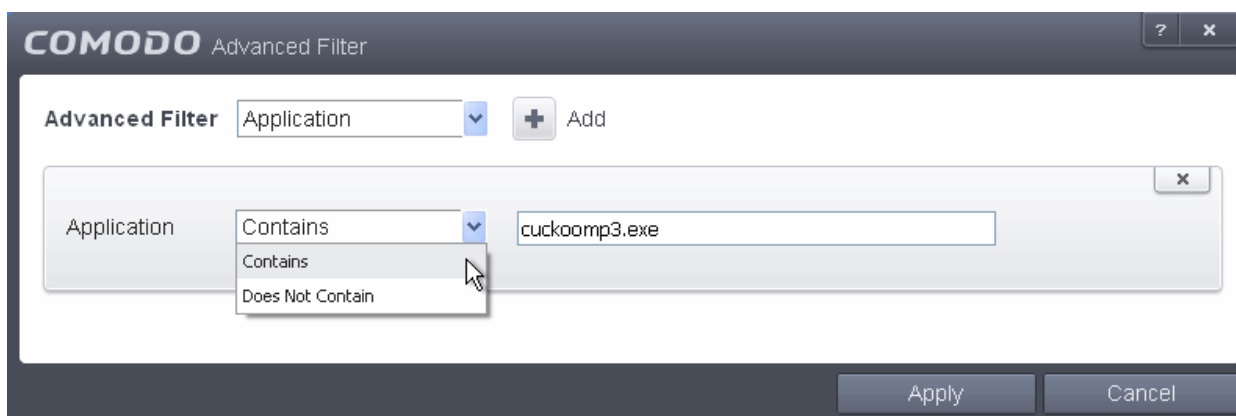 COMODO Advanced Filter ? x
Advanced Filter Application + Add
x
Application Contains cuckoomp3.exe
Contains
Does Not Contain
Apply Cancel